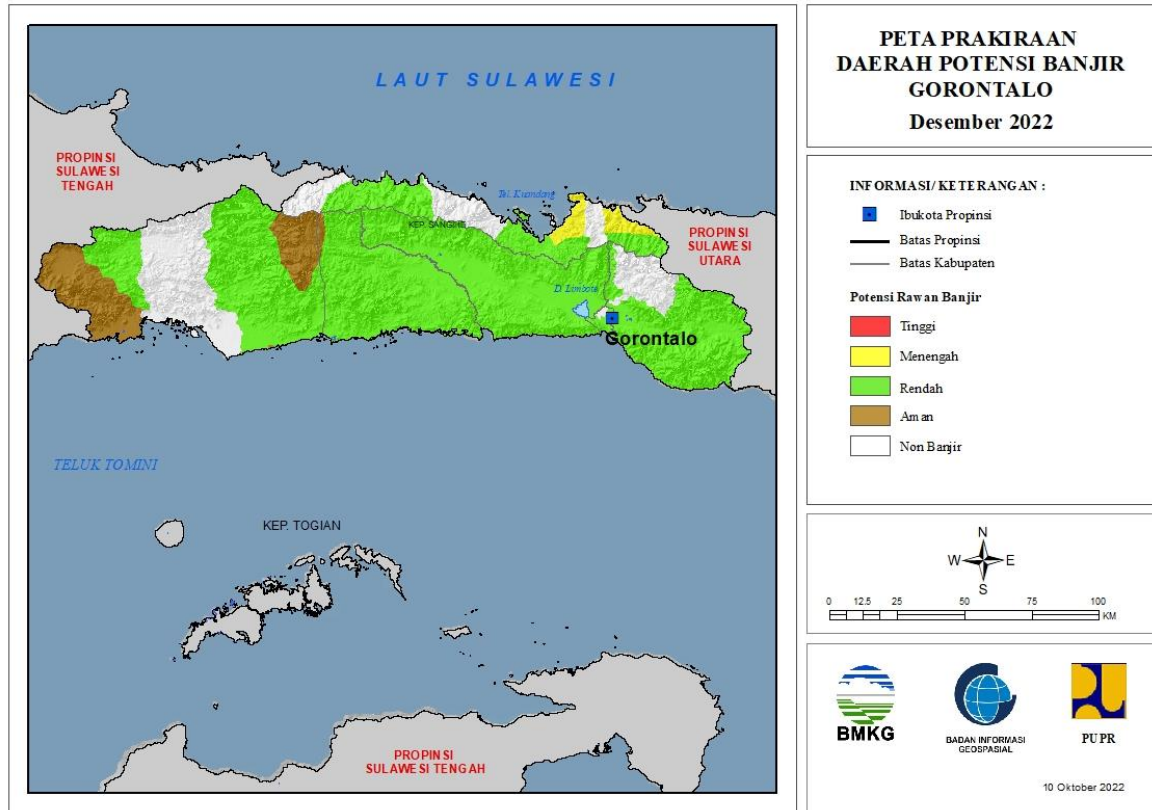 LAUT SULAWESI
PROPINSI
SULAWESI
TENGAH
Tel. Kuandang
KEP. SANGIHE
PROPINSI
SULAWESI
UTARA
D. Limboto
Gorontalo
TELUK TOMINI
KEP. TOGIAN
PROPINSI
SULAWESI TENGAH
PETA PRAKIRAAN
DAERAH POTENSI BANJIR
GORONTALO
Desember 2022
INFORMASI/ KETERANGAN :
Ibukota Propinsi
Batas Propinsi
Batas Kabupaten
Potensi Rawan Banjir
Tinggi
Menengah
Rendah
Aman
Non Banjir
N
W E
S
0 12.5 25 50 75 100
KM
BMKG
BADAN INFORMASI
GEOSPASIAL
PUPR
10 Oktober 2022